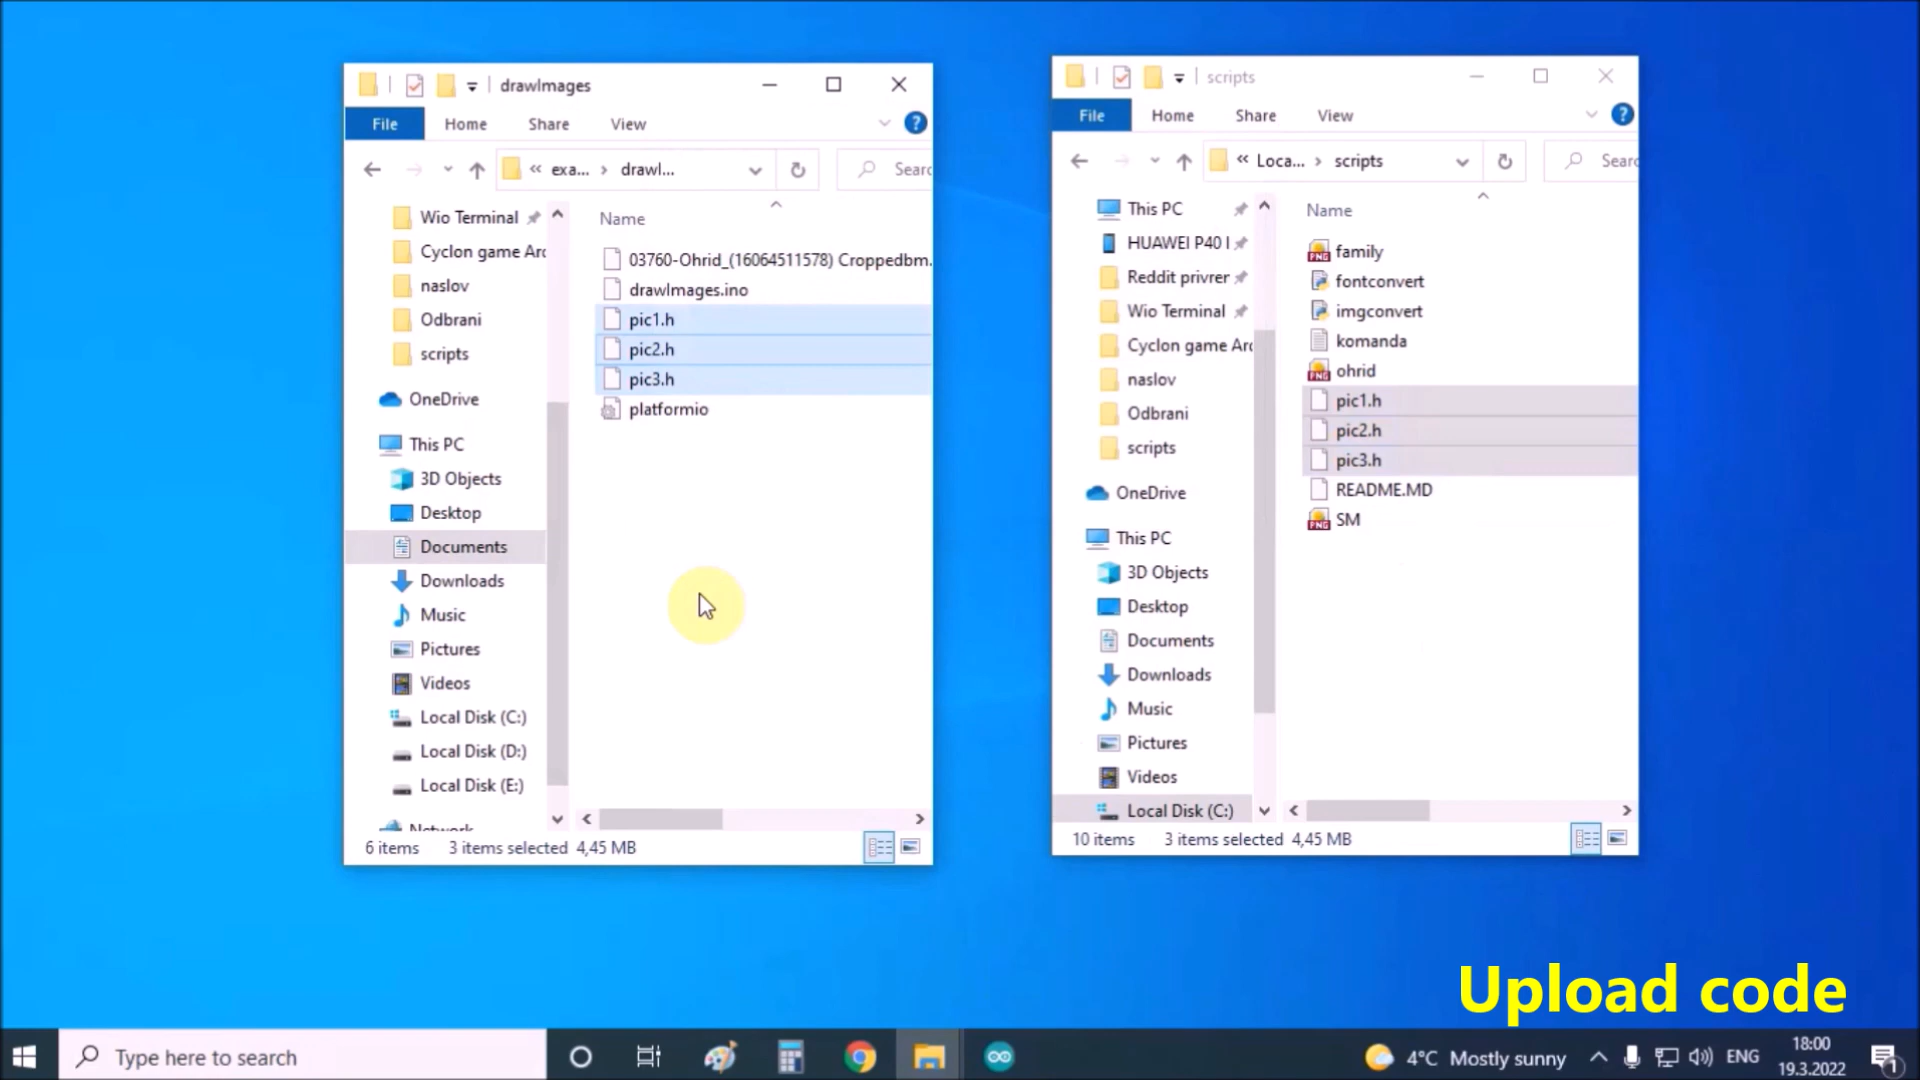 drawImages
File Home Share View
« exa... › drawI... Searc
Wio Terminal
Cyclon game Arc
naslov
Odbrani
scripts
OneDrive
This PC
3D Objects
Desktop
Documents
Downloads
Music
Pictures
Videos
Local Disk (C:)
Local Disk (D:)
Local Disk (E:)
Network
Name
03760-Ohrid_(16064511578) Croppedbm.
drawImages.ino
pic1.h
pic2.h
pic3.h
platformio
6 items 3 items selected 4,45 MB
scripts
File Home Share View
« Loca... › scripts Searc
This PC
HUAWEI P40 l
Reddit privrer
Wio Terminal
Cyclon game Arc
naslov
Odbrani
scripts
OneDrive
This PC
3D Objects
Desktop
Documents
Downloads
Music
Pictures
Videos
Local Disk (C:)
Name
family
fontconvert
imgconvert
komanda
ohrid
pic1.h
pic2.h
pic3.h
README.MD
SM
10 items 3 items selected 4,45 MB
Upload code
Type here to search
4°C Mostly sunny
ENG
18:00
19.3.2022
1